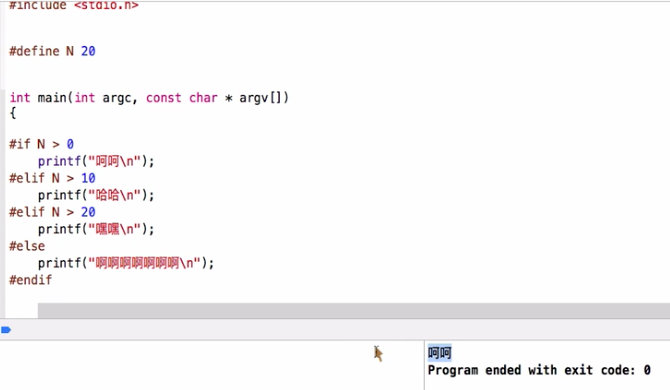 #include <stdio.h>
#define N 20
int main(int argc, const char * argv[])
{
#if N > 0
printf("呵呵\n");
#elif N > 10
printf("哈哈\n");
#elif N > 20
printf("嘿嘿\n");
#else
printf("啊啊啊啊啊啊啊\n");
#endif
呵呵
Program ended with exit code: 0